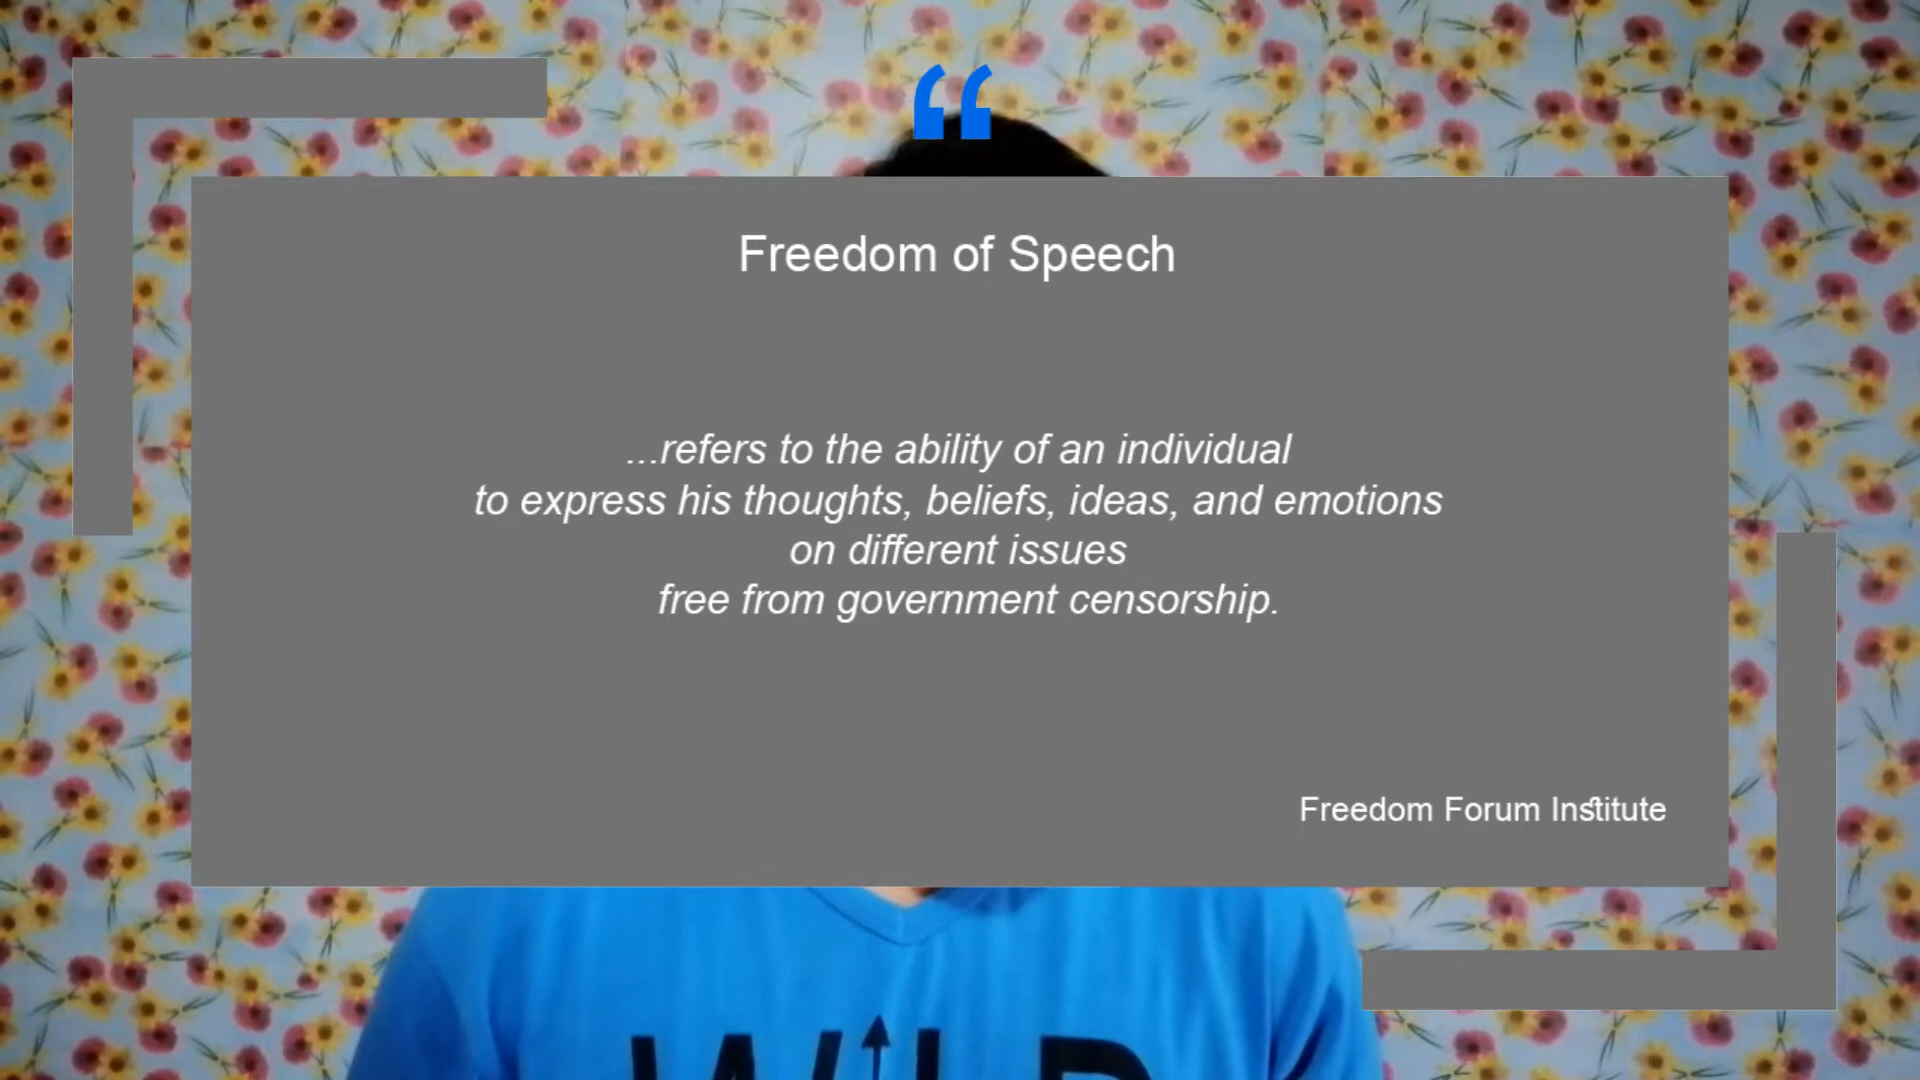 “
Freedom of Speech
...refers to the ability of an individual
to express his thoughts, beliefs, ideas, and emotions
on different issues
free from government censorship.
Freedom Forum Institute
WILD